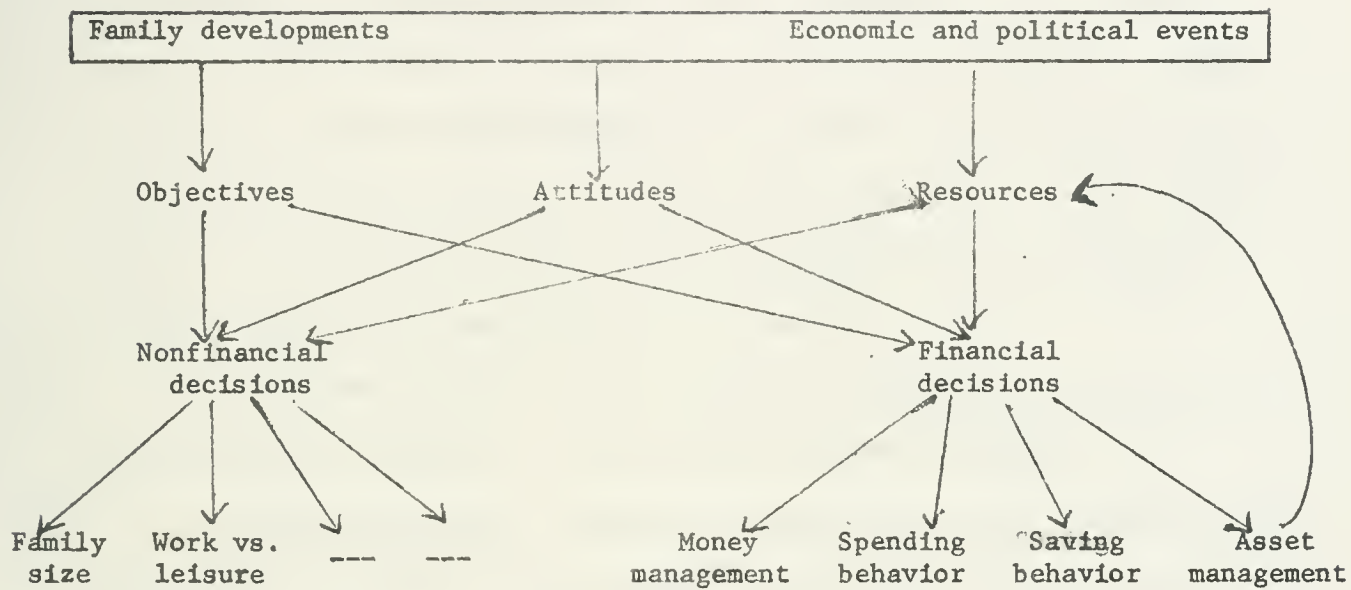 Family developments Economic and political events
Objectives Attitudes Resources
Nonfinancial decisions
Financial decisions
Family size
Work vs. leisure
---
---
Money management
Spending behavior
Saving behavior
Asset management